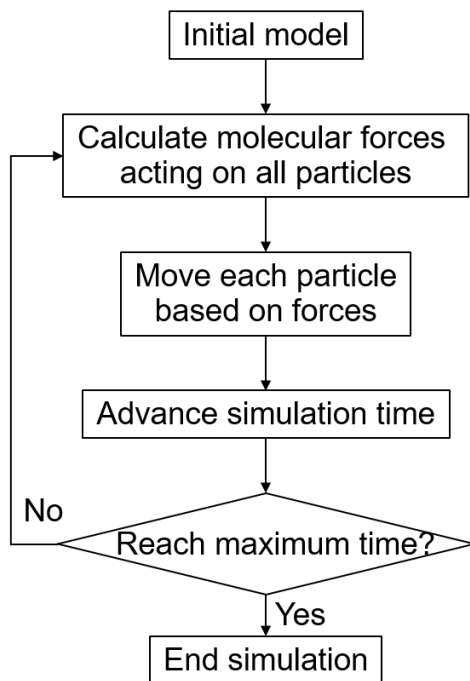 Initial model
Calculate molecular forces
acting on all particles
Move each particle
based on forces
Advance simulation time
No
Reach maximum time?
Yes
End simulation